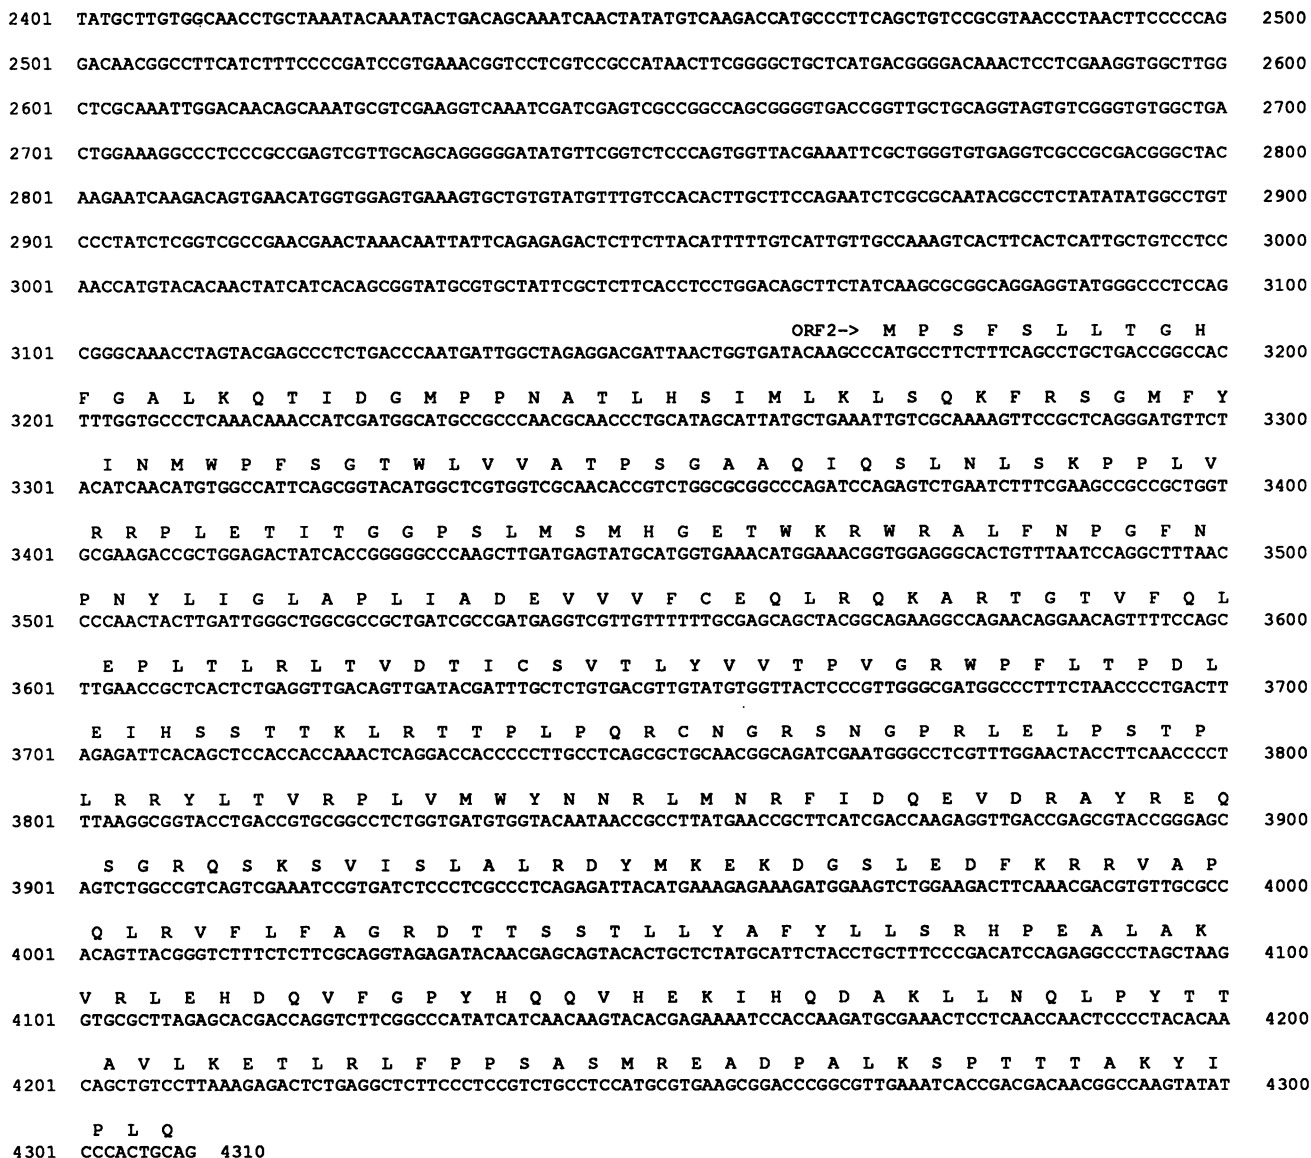 2401 TATGCTTGTGGCAACCTGCTAAATACAAATACTGACAGCAAATCAACTATATGTCAAGACCATGCCCTTCAGCTGTCCGCGTAACCCTAACTTCCCCCAG 2500
2501 GACAACGGCCTTCATCTTTCCCCGATCCGTGAAACGGTCCTCGTCCGCCATAACTTCGGGGCTGCTCATGACGGGGACAAACTCCTCGAAGGTGGCTTGG 2600
2601 CTCGCAAATTGGACAACAGCAAATGCGTCGAAGGTCAAATCGATCGAGTCGCCGGCCAGCGGGGTGACCGGTTGCTGCAGGTAGTGTCGGGTGTGGCTGA 2700
2701 CTGGAAAGGCCCTCCCGCCGAGTCGTTGCAGCAGGGGGATATGTTCGGTCTCCCAGTGGTTACGAAATTCGCTGGGTGTGAGGTCGCCGCGACGGGCTAC 2800
2801 AAGAATCAAGACAGTGAACATGGTGGAGTGAAAGTGCTGTGTATGTTTGTCCACACTTGCTTCCAGAATCTCGCGCAATACGCCTCTATATATGGCCTGT 2900
2901 CCCTATCTCGGTCGCCGAACGAACTAAACAATTATTCAGAGAGACTCTTCTTACATTTTTGTCATTGTTGCCAAAGTCACTTCACTCATTGCTGTCCTCC 3000
3001 AACCATGTACACAACTATCATCACAGCGGTATGCGTGCTATTCGCTCTTCACCTCCTGGACAGCTTCTATCAAGCGCGGCAGGAGGTATGGGCCCTCCAG 3100
ORF2-> M P S F S L L T G H
3101 CGGGCAAACCTAGTACGAGCCCTCTGACCCAATGATTGGCTAGAGGACGATTAACTGGTGATACAAGCCCATGCCTTCTTTCAGCCTGCTGACCGGCCAC 3200
F G A L K Q T I D G M P P N A T L H S I M L K L S Q K F R S G M F Y
3201 TTTGGTGCCCTCAAACAAACCATCGATGGCATGCCGCCCAACGCAACCCTGCATAGCATTATGCTGAAATTGTCGCAAAAGTTCCGCTCAGGGATGTTCT 3300
I N M W P F S G T W L V V A T P S G A A Q I Q S L N L S K P P L V
3301 ACATCAACATGTGGCCATTCAGCGGTACATGGCTCGTGGTCGCAACACCGTCTGGCGCGGCCCAGATCCAGAGTCTGAATCTTTCGAAGCCGCCGCTGGT 3400
R R P L E T I T G G P S L M S M H G E T W K R W R A L F N P G F N
3401 GCGAAGACCGCTGGAGACTATCACCGGGGGCCCAAGCTTGATGAGTATGCATGGTGAAACATGGAAACGGTGGAGGGCACTGTTTAATCCAGGCTTTAAC 3500
P N Y L I G L A P L I A D E V V V F C E Q L R Q K A R T G T V F Q L
3501 CCCAACTACTTGATTGGGCTGGCGCCGCTGATCGCCGATGAGGTCGTTGTTTTTTGCGAGCAGCTACGGCAGAAGGCCAGAACAGGAACAGTTTTCCAGC 3600
E P L T L R L T V D T I C S V T L Y V V T P V G R W P F L T P D L
3601 TTGAACCGCTCACTCTGAGGTTGACAGTTGATACGATTTGCTCTGTGACGTTGTATGTGGTTACTCCCGTTGGGCGATGGCCCTTTCTAACCCCTGACTT 3700
E I H S S T T K L R T T P L P Q R C N G R S N G P R L E L P S T P
3701 AGAGATTCACAGCTCCACCACCAAACTCAGGACCACCCCCTTGCCTCAGCGCTGCAACGGCAGATCGAATGGGCCTCGTTTGGAACTACCTTCAACCCCT 3800
L R R Y L T V R P L V M W Y N N R L M N R F I D Q E V D R A Y R E Q
3801 TTAAGGCGGTACCTGACCGTGCGGCCTCTGGTGATGTGGTACAATAACCGCCTTATGAACCGCTTCATCGACCAAGAGGTTGACCGAGCGTACCGGGAGC 3900
S G R Q S K S V I S L A L R D Y M K E K D G S L E D F K R R V A P
3901 AGTCTGGCCGTCAGTCGAAATCCGTGATCTCCCTCGCCCTCAGAGATTACATGAAAGAGAAAGATGGAAGTCTGGAAGACTTCAAACGACGTGTTGCGCC 4000
Q L R V F L F A G R D T T S S T L L Y A F Y L L S R H P E A L A K
4001 ACAGTTACGGGTCTTTCTCTTCGCAGGTAGAGATACAACGAGCAGTACACTGCTCTATGCATTCTACCTGCTTTCCCGACATCCAGAGGCCCTAGCTAAG 4100
V R L E H D Q V F G P Y H Q Q V H E K I H Q D A K L L N Q L P Y T T
4101 GTGCGCTTAGAGCACGACCAGGTCTTCGGCCCATATCATCAACAAGTACACGAGAAAATCCACCAAGATGCGAAACTCCTCAACCAACTCCCCTACACAA 4200
A V L K E T L R L F P P S A S M R E A D P A L K S P T T T A K Y I
4201 CAGCTGTCCTTAAAGAGACTCTGAGGCTCTTCCCTCCGTCTGCCTCCATGCGTGAAGCGGACCCGGCGTTGAAATCACCGACGACAACGGCCAAGTATAT 4300
P L Q
4301 CCCACTGCAG 4310